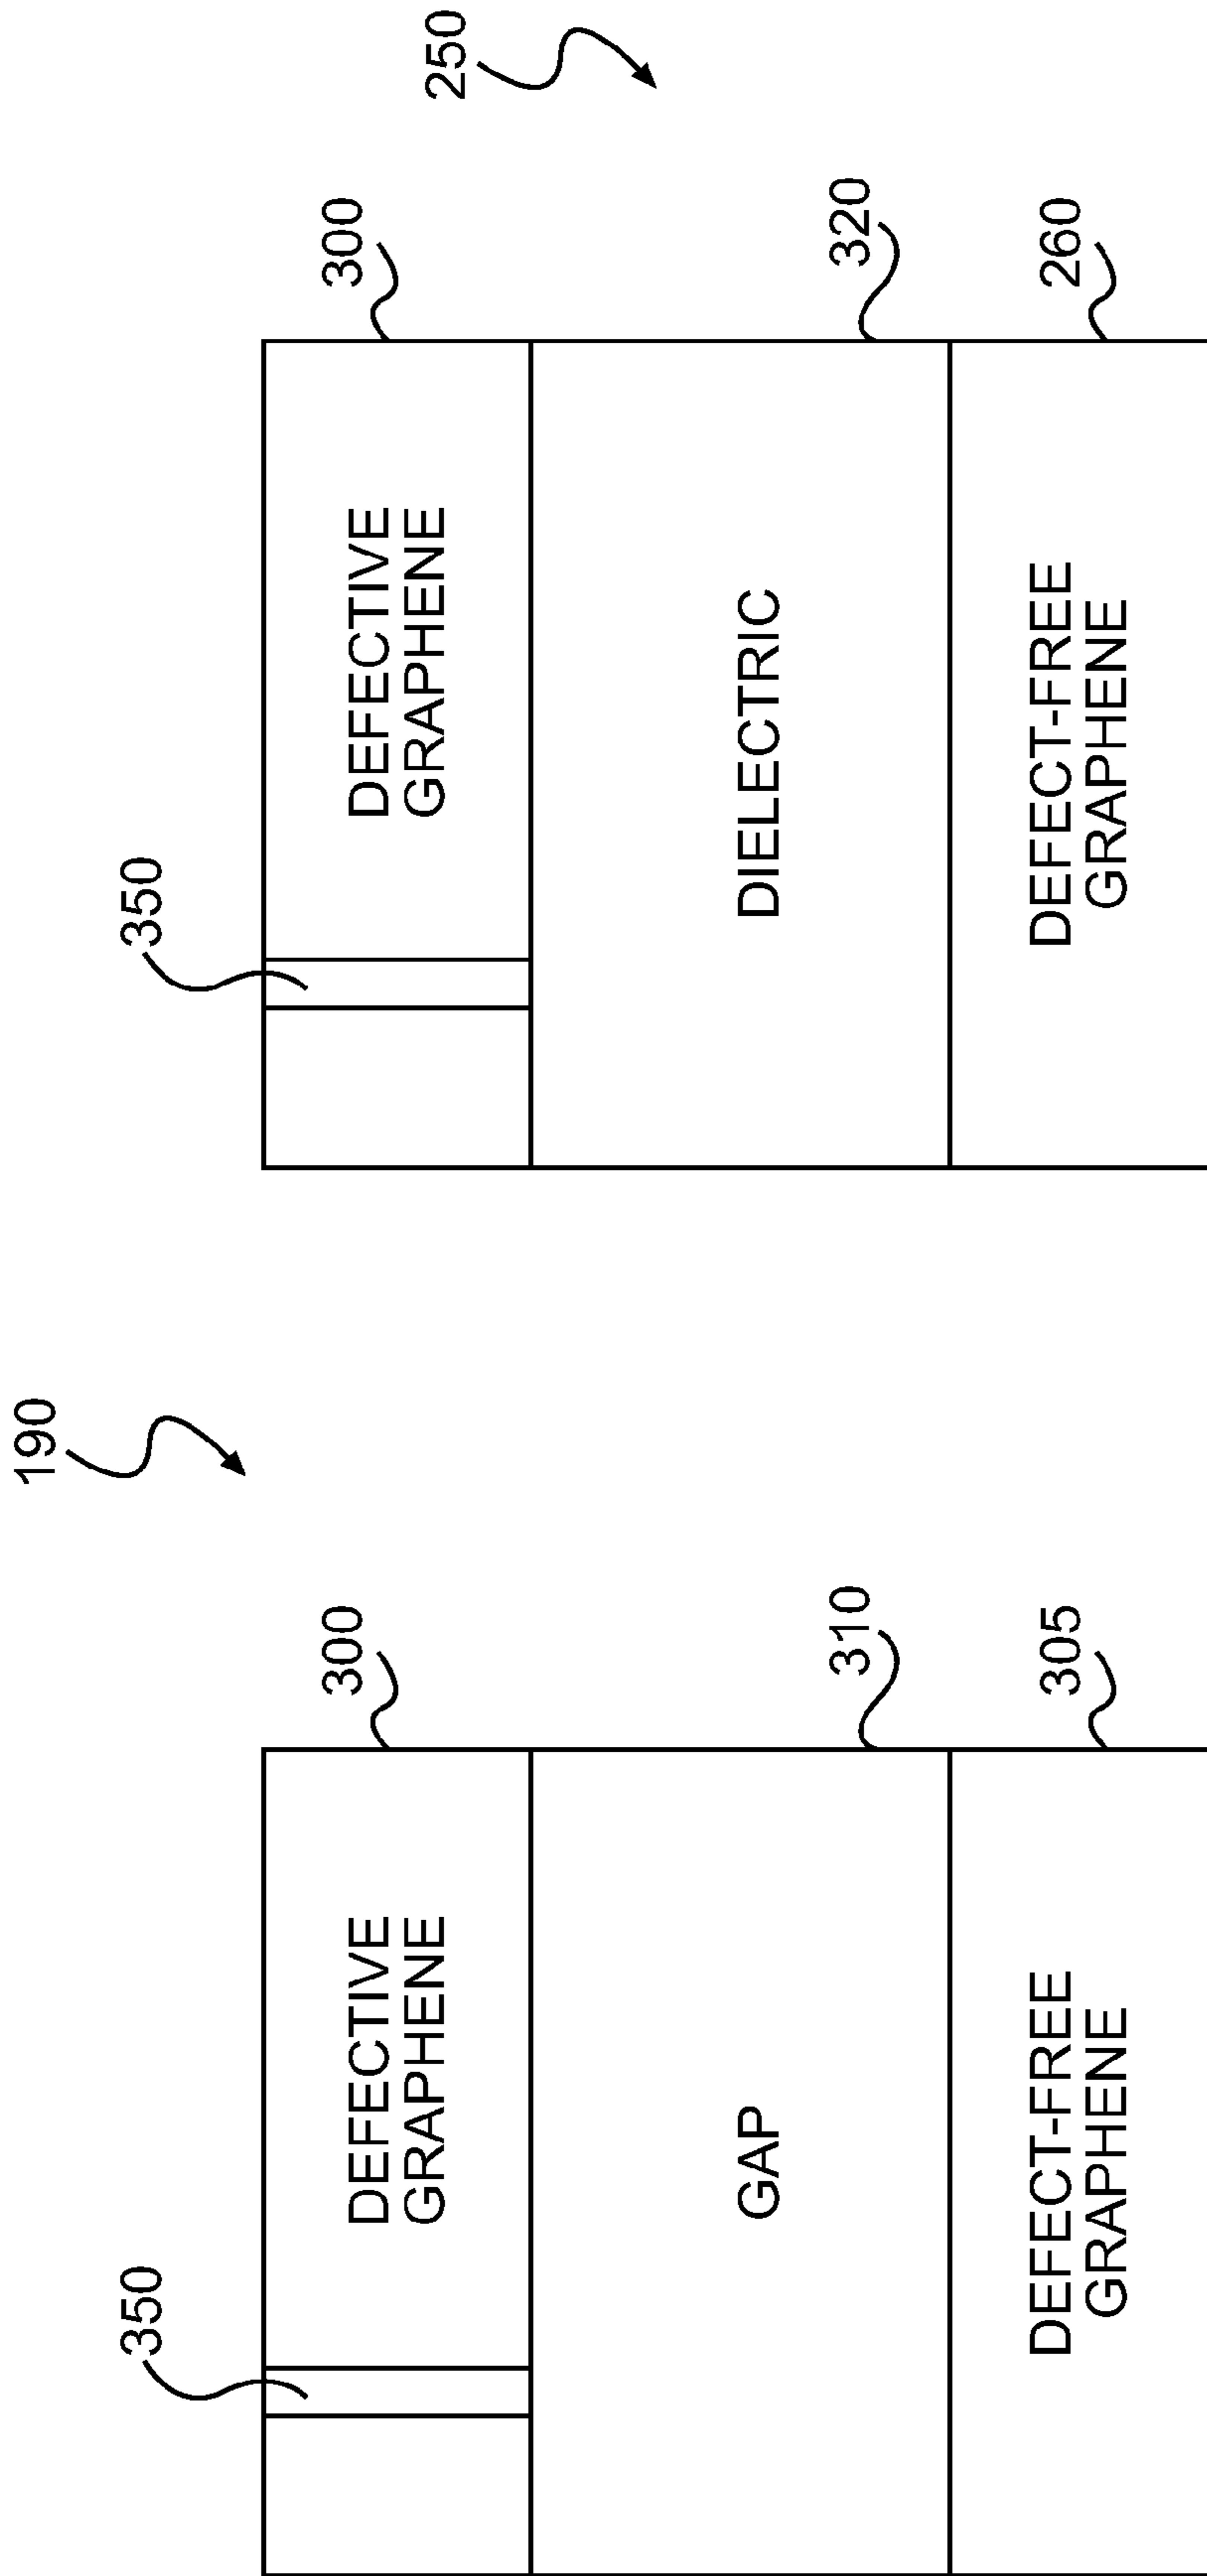 190
350
DEFECTIVE
GRAPHENE
300
GAP
310
DEFECT-FREE
GRAPHENE
305
250
350
DEFECTIVE
GRAPHENE
300
DIELECTRIC
320
DEFECT-FREE
GRAPHENE
260